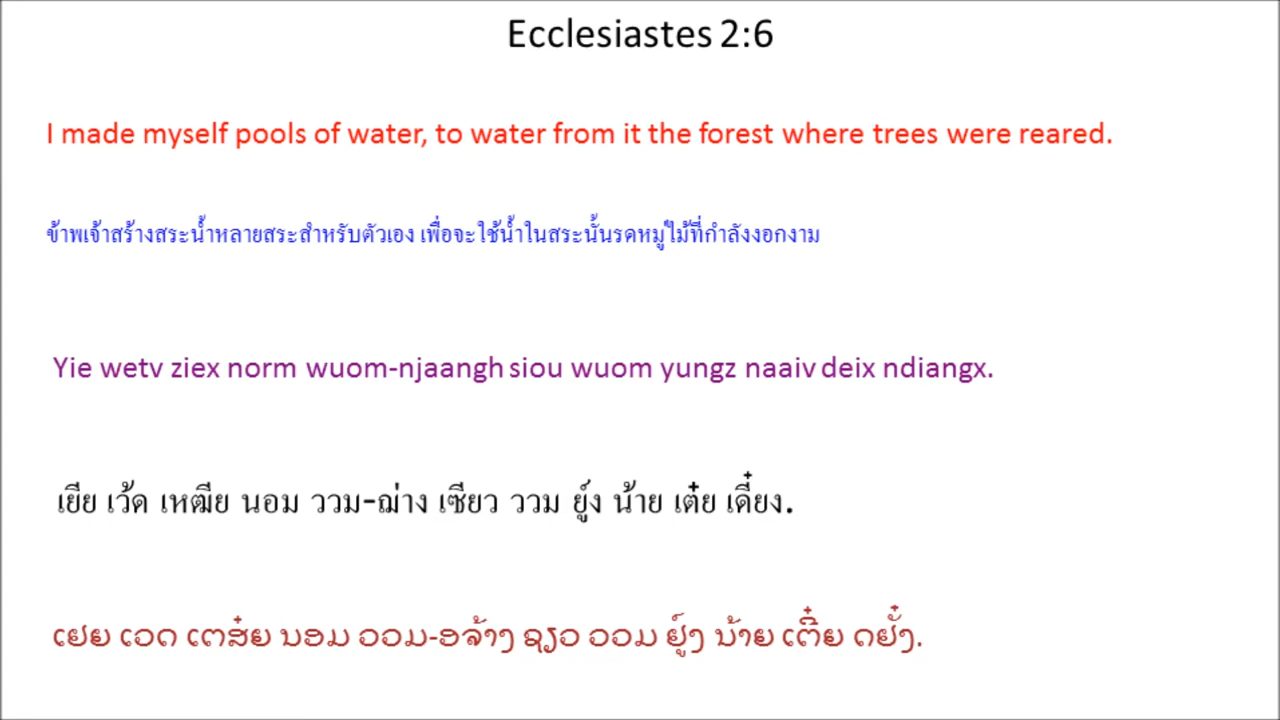 Ecclesiastes 2:6
I made myself pools of water, to water from it the forest where trees were reared.
ข้าพเจ้าสร้างสระน้ำหลายสระสำหรับตัวเอง เพื่อจะใช้น้ำในสระนั้นรดหมู่ไม้ที่กำลังงอกงาม
Yie wetv ziex norm wuom-njaangh siou wuom yungz naaiv deix ndiangx.
เยีย เว้ด เหฒีย นอม ววม-ฌ่าง เซียว ววม ยู์ง น้าย เต๋ย เดี๋ยง.
ເຢຍ ເວດ ເຕສ໋ຍ ນອມ ວວມ-ອຈ້າງ ຊຽວ ວວມ ຢູ໌ງ ນ້າຍ ເຕີ໋ຍ ດຢັ໋ງ.